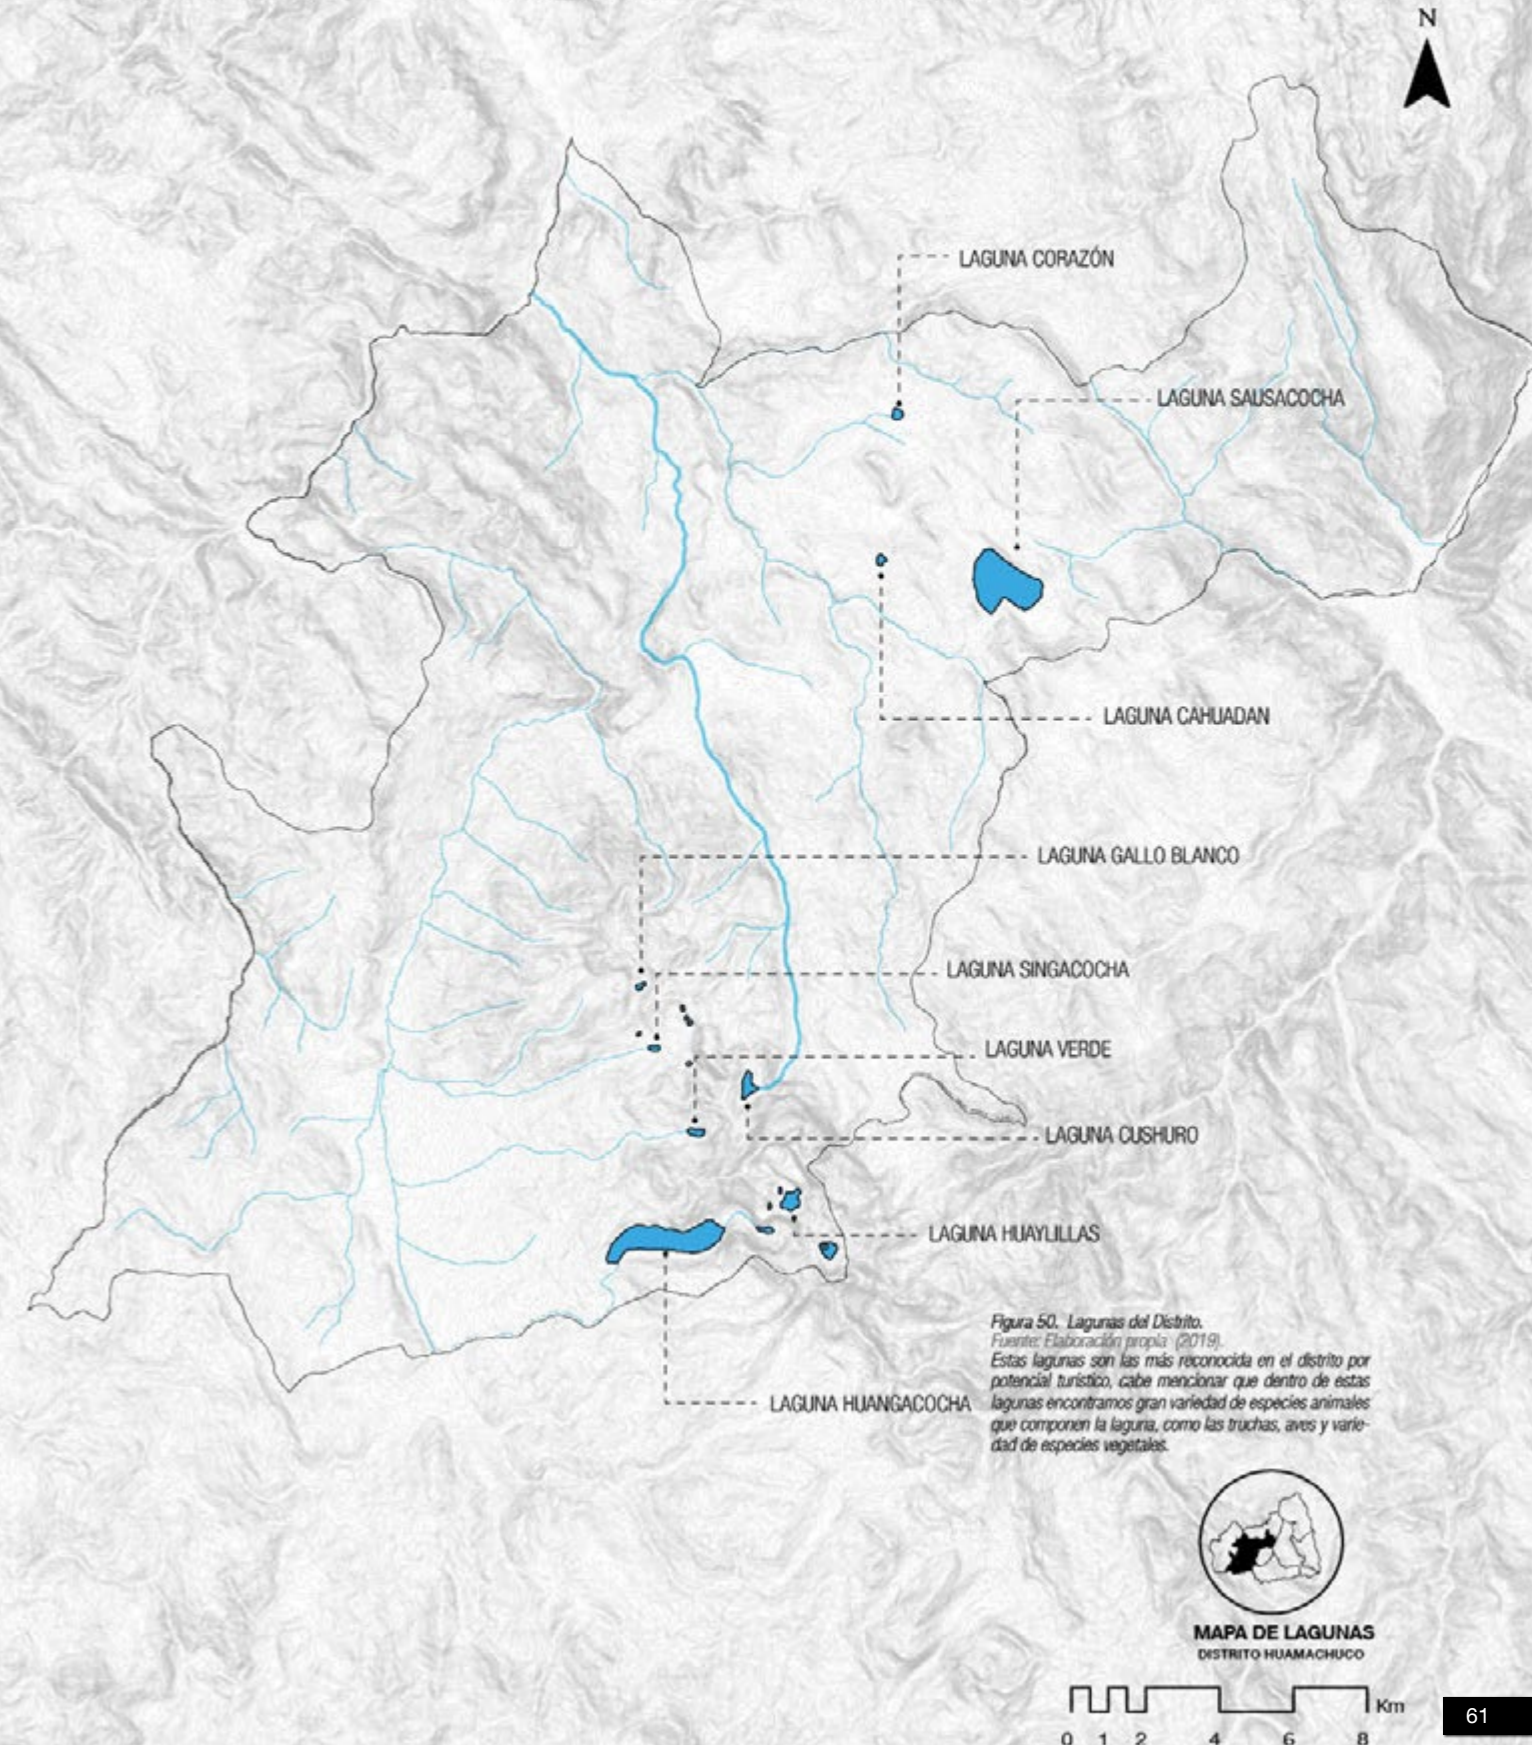 N
LAGUNA CORAZÓN
LAGUNA SAUSACOCHA
LAGUNA CAHUADAN
LAGUNA GALLO BLANCO
LAGUNA SINGACOCHA
LAGUNA VERDE
LAGUNA CUSHURO
LAGUNA HUAYLILLAS
LAGUNA HUANGACOCHA
Figura 50. Lagunas del Distrito.
Fuente: Elaboración propia (2019).
Estas lagunas son las más reconocida en el distrito por
potencial turístico, cabe mencionar que dentro de estas
lagunas encontramos gran variedad de especies animales
que componen la laguna, como las truchas, aves y varie-
dad de especies vegetales.
MAPA DE LAGUNAS
DISTRITO HUAMACHUCO
Km
0 1 2 4 6 8
61